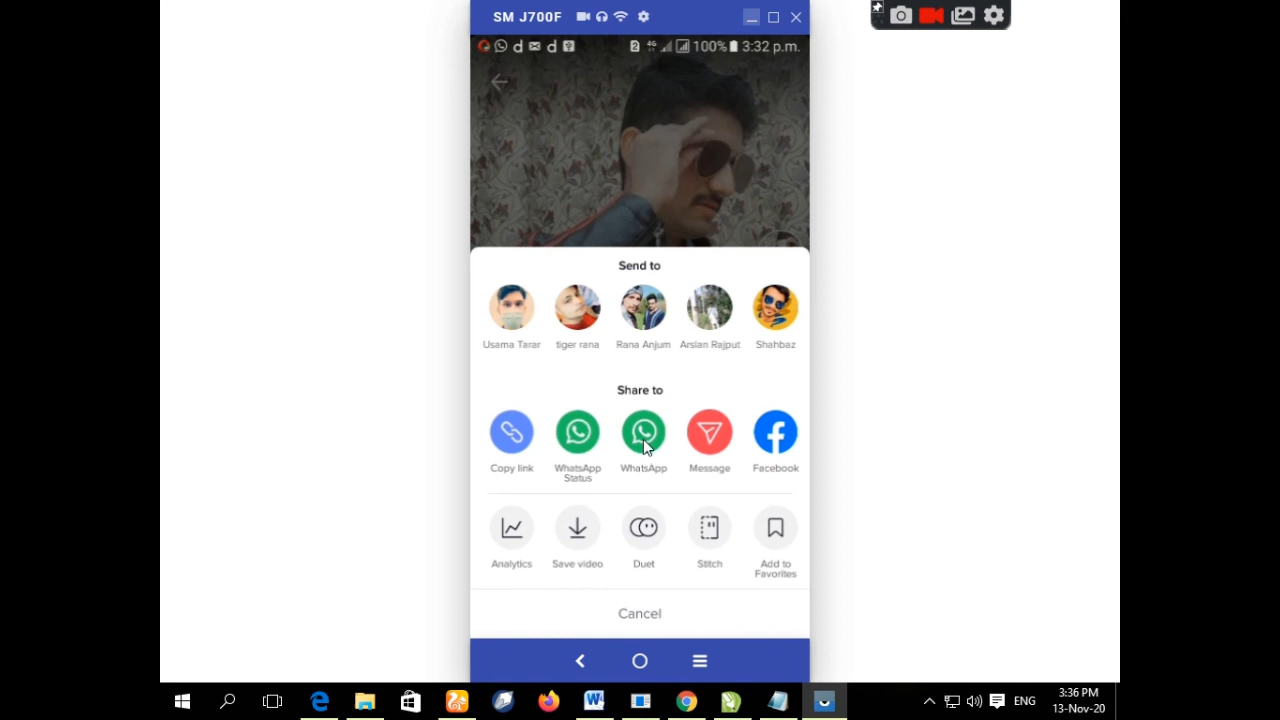 SM J700F
2 4G 100% 3:32 p.m.
Send to
Usama Tarar tiger rana Rana Anjum Arslan Rajput Shahbaz
Share to
Copy link WhatsApp Status WhatsApp Message Facebook
Analytics Save video Duet Stitch Add to Favorites
Cancel
ENG
3:36 PM
13-Nov-20